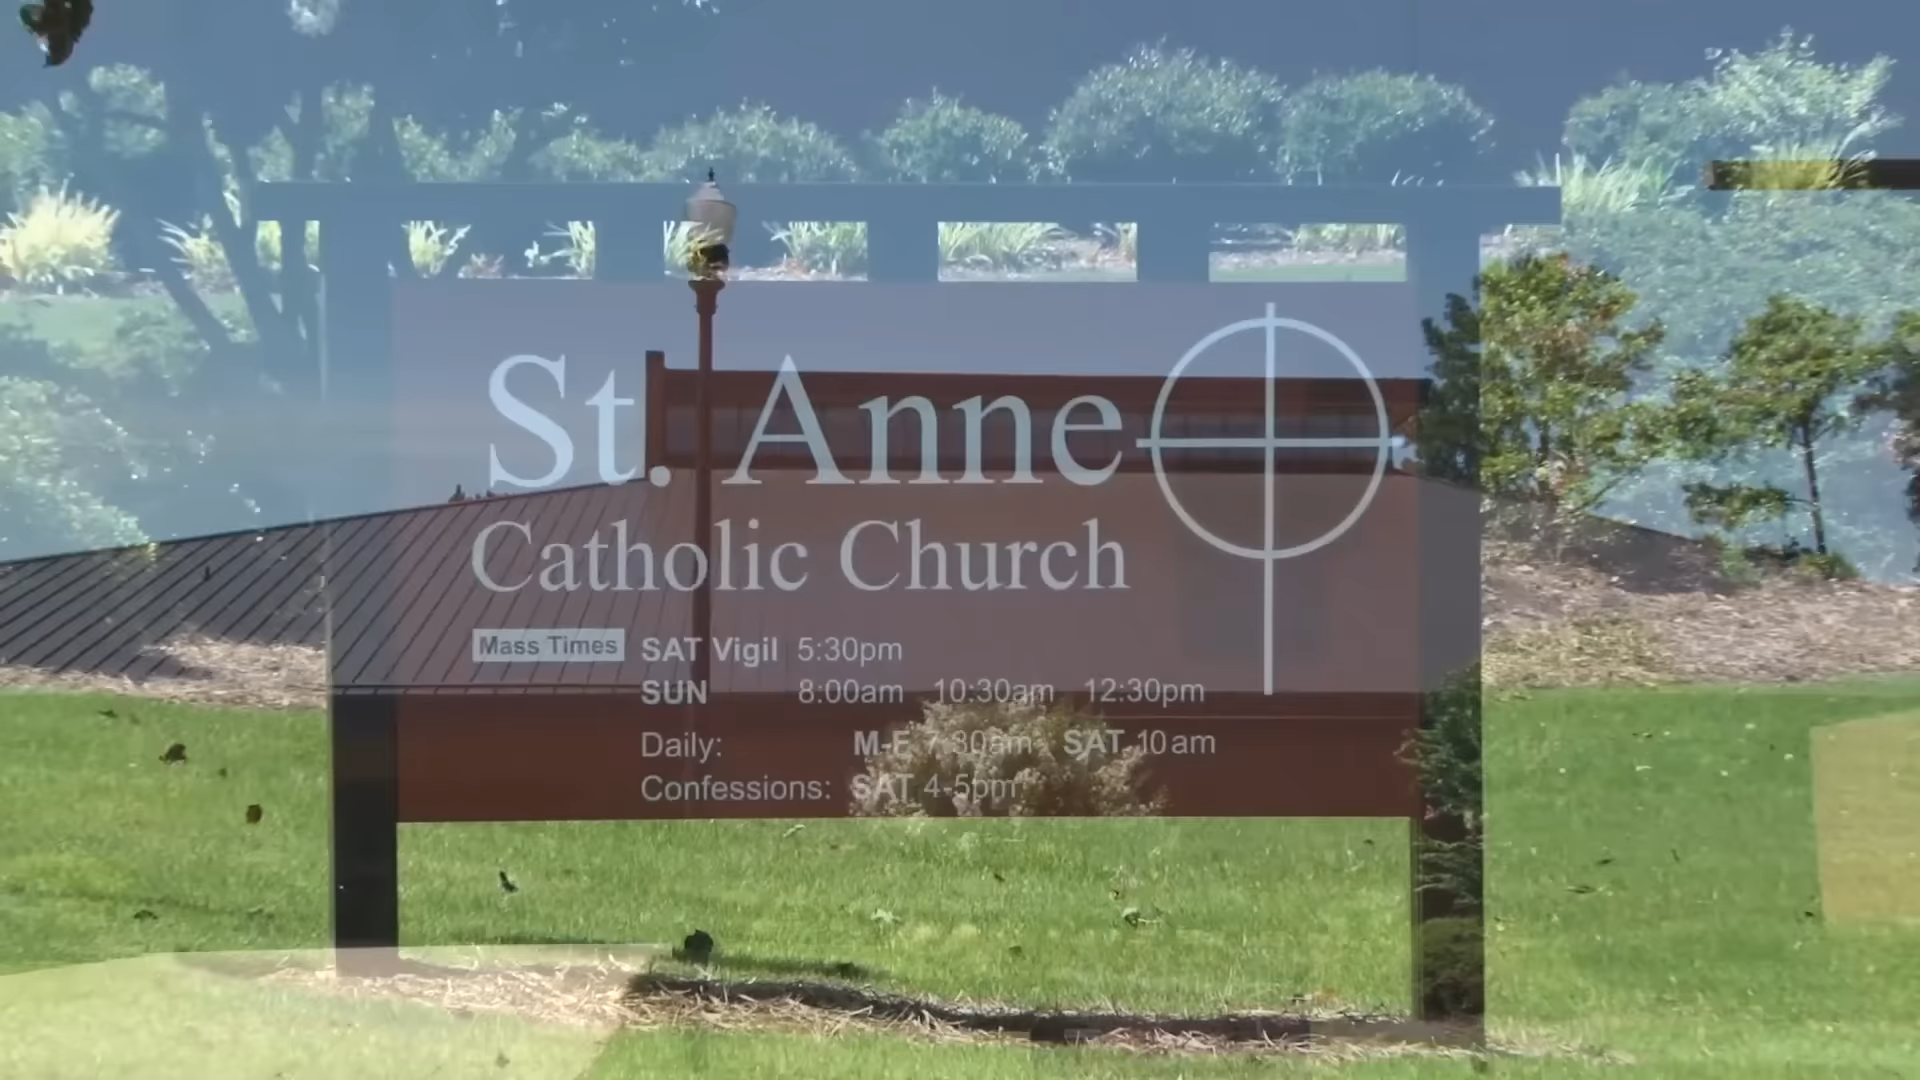 St. Anne
Catholic Church
Mass Times SAT Vigil 5:30pm
SUN 8:00am 10:30am 12:30pm
Daily: M-F 7:30am SAT 10am
Confessions: SAT 4-5pm